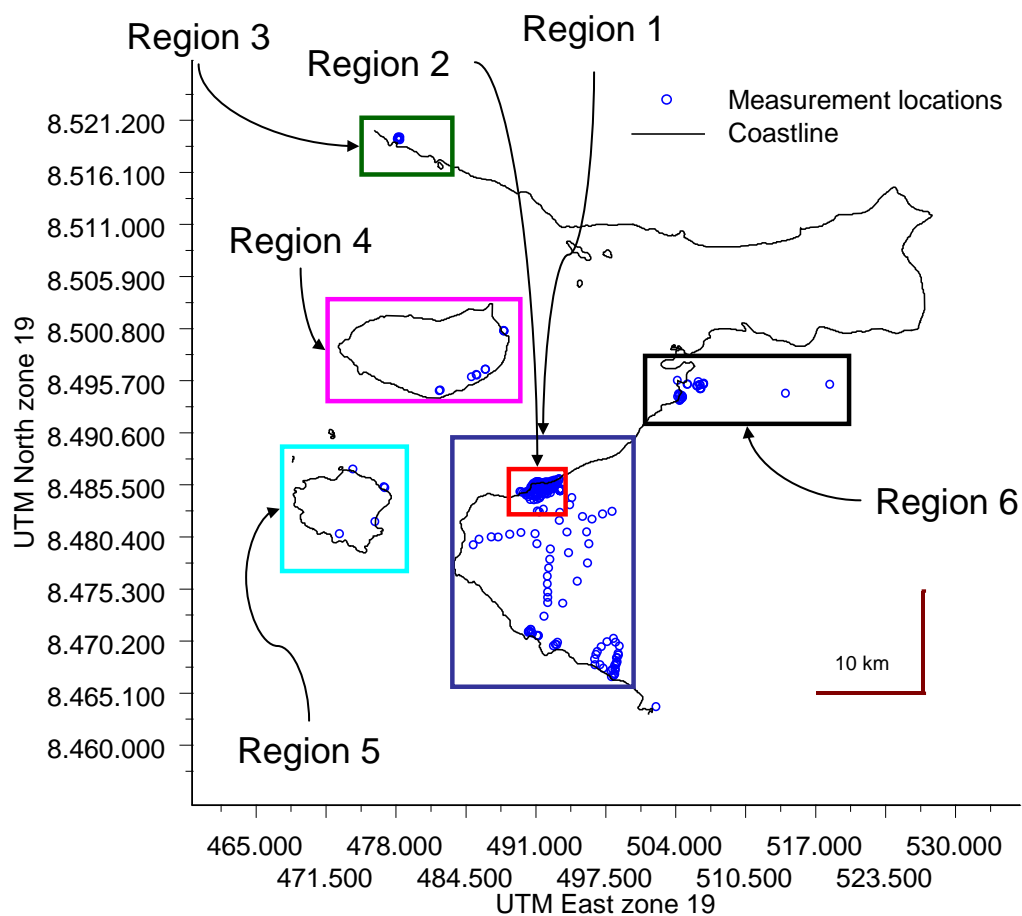 Region 1
Region 3
Region 2
Measurement locations
Coastline
8.521.200
8.516.100
8.511.000
Region 4
8.505.900
8.500.800
8.495.700
8.490.600
8.485.500
Region 6
8.480.400
8.475.300
8.470.200
10 km
8.465.100
8.460.000
Region 5
UTM North zone 19
465.000 478.000 491.000 504.000 517.000 530.000
471.500 484.500 497.500 510.500 523.500
UTM East zone 19